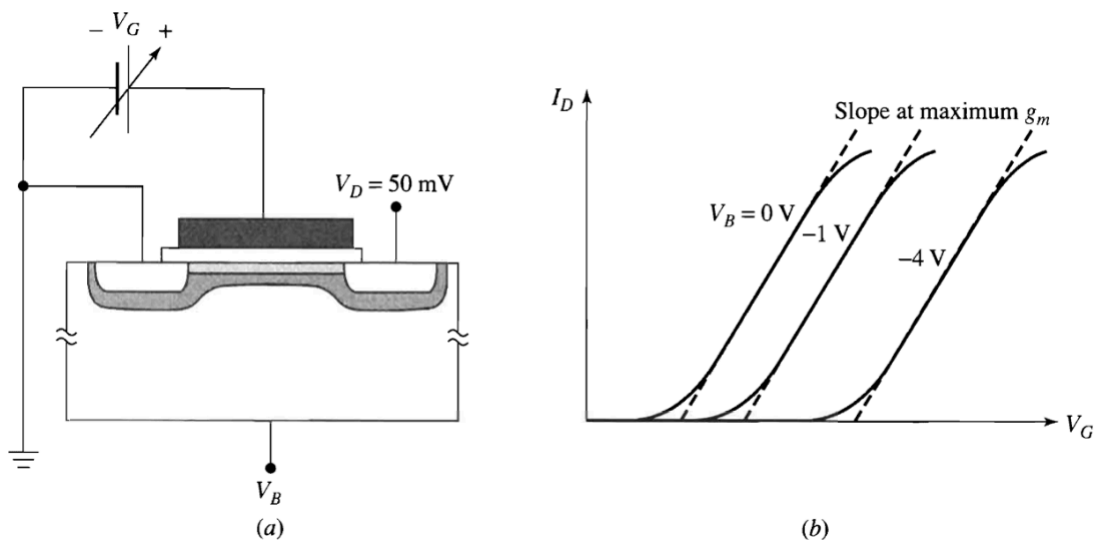 − V_G +
V_D = 50 mV
V_B
(a)
I_D
Slope at maximum g_m
V_B = 0 V
−1 V
−4 V
V_G
(b)